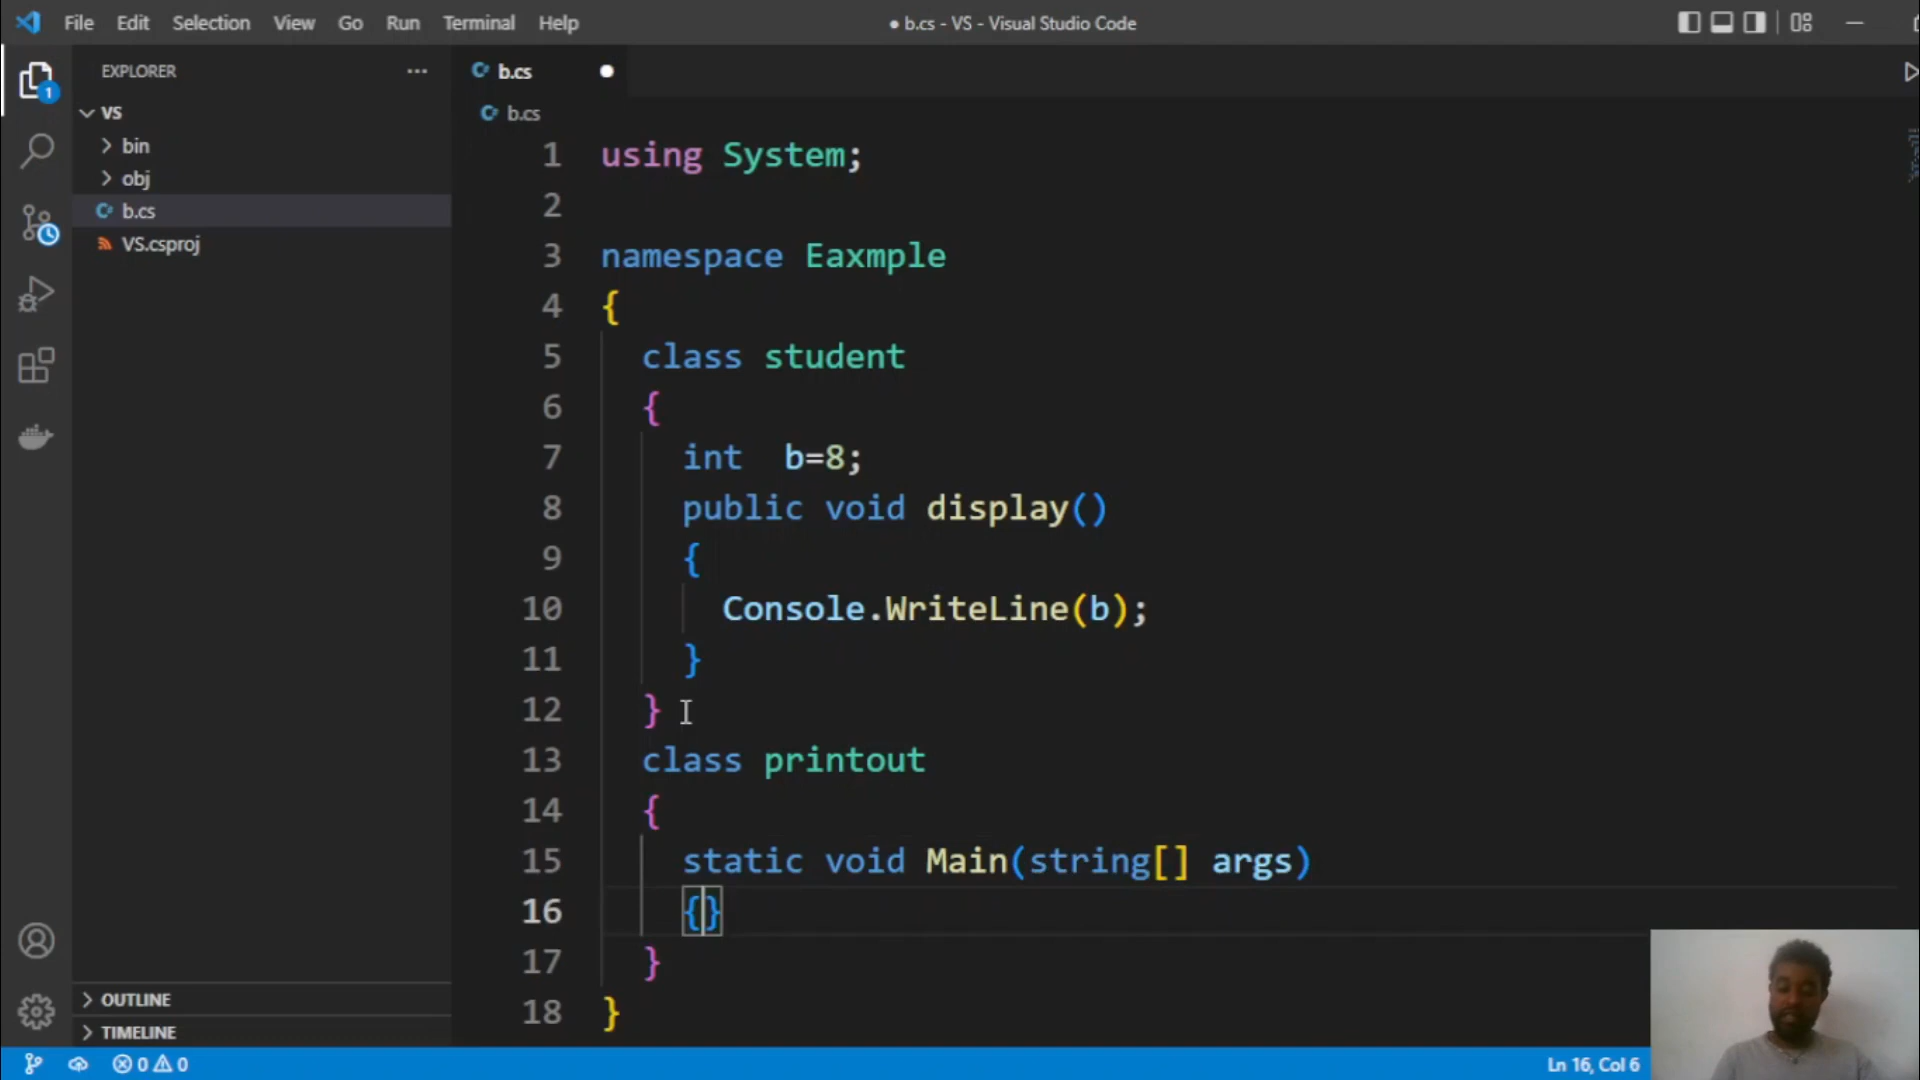 File Edit Selection View Go Run Terminal Help ● b.cs - VS - Visual Studio Code
EXPLORER ...
b.cs
VS
b.cs
bin
obj
b.cs
VS.csproj
1 using System;
2
3 namespace Eaxmple
4 {
5 class student
6 {
7 int  b=8;
8 public void display()
9 {
10 Console.WriteLine(b);
11 }
12 }
13 class printout
14 {
15 static void Main(string[] args)
16 {}
17 }
18 }
1
OUTLINE
TIMELINE
0 0
Ln 16, Col 6